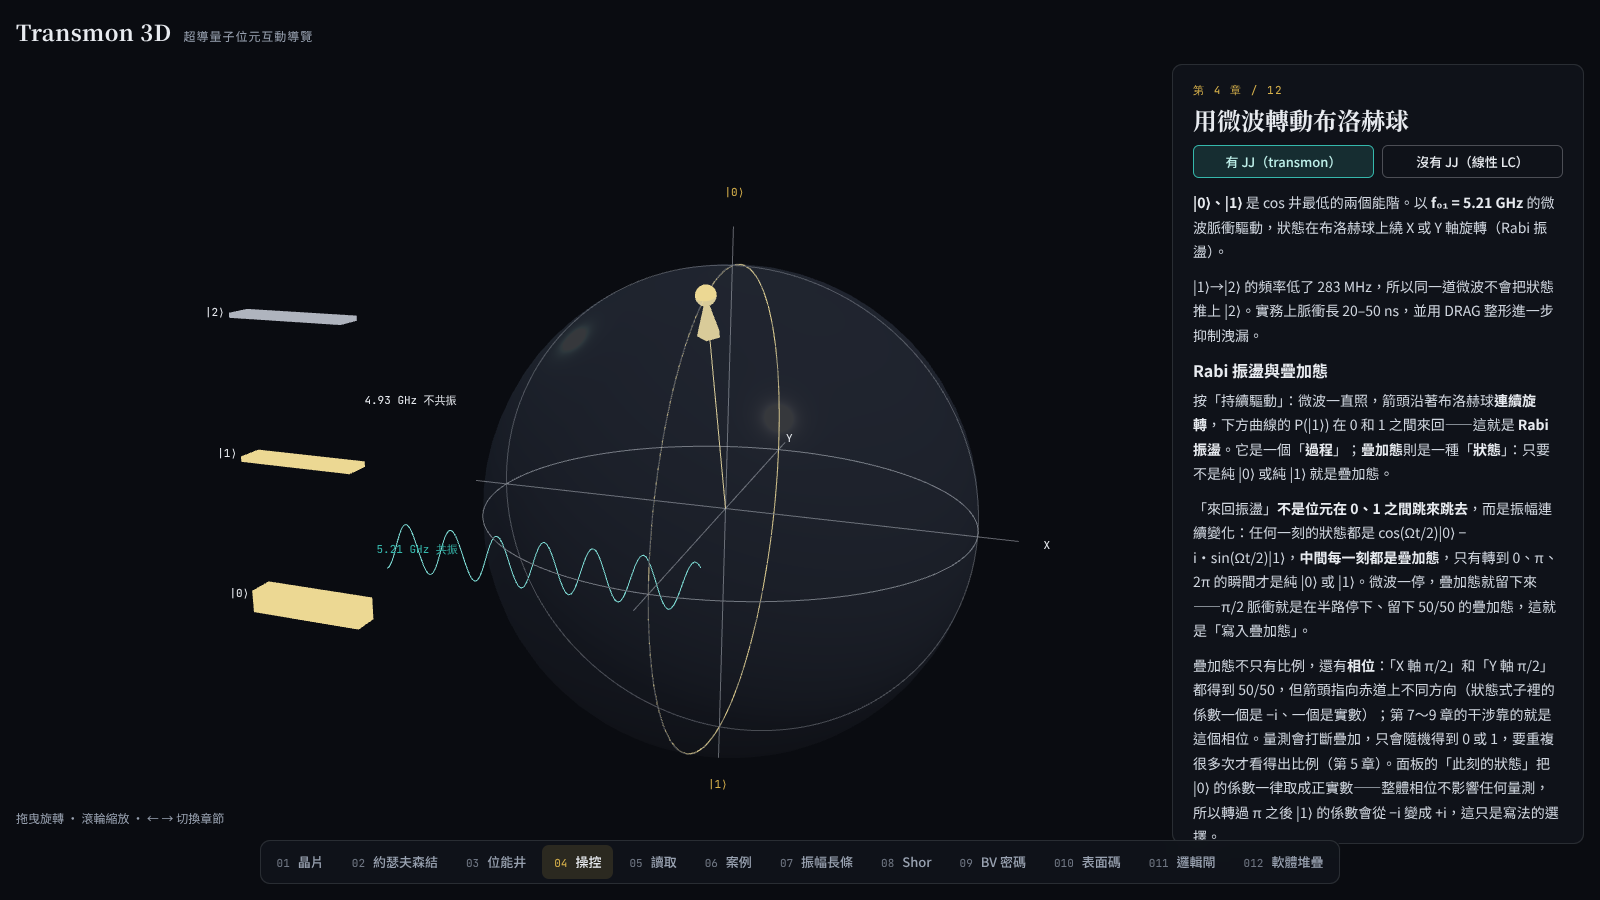 Transmon 3D 超導量子位元互動導覽
第 4 章 / 12
用微波轉動布洛赫球
有 JJ（transmon）
沒有 JJ（線性 LC）
|0⟩、|1⟩ 是 cos 井最低的兩個能階。以 f₀₁ = 5.21 GHz 的微
波脈衝驅動，狀態在布洛赫球上繞 X 或 Y 軸旋轉（Rabi 振
盪）。
|1⟩→|2⟩ 的頻率低了 283 MHz，所以同一道微波不會把狀態
推上 |2⟩。實務上脈衝長 20–50 ns，並用 DRAG 整形進一步
抑制洩漏。
Rabi 振盪與疊加態
按「持續驅動」：微波一直照，箭頭沿著布洛赫球連續旋
轉，下方曲線的 P(|1⟩) 在 0 和 1 之間來回——這就是 Rabi
振盪。它是一個「過程」；疊加態則是一種「狀態」：只要
不是純 |0⟩ 或純 |1⟩ 就是疊加態。
「來回振盪」不是位元在 0、1 之間跳來跳去，而是振幅連
續變化：任何一刻的狀態都是 cos(Ωt/2)|0⟩ −
i·sin(Ωt/2)|1⟩，中間每一刻都是疊加態，只有轉到 0、π、
2π 的瞬間才是純 |0⟩ 或 |1⟩。微波一停，疊加態就留下來
——π/2 脈衝就是在半路停下、留下 50/50 的疊加態，這就
是「寫入疊加態」。
疊加態不只有比例，還有相位：「X 軸 π/2」和「Y 軸 π/2」
都得到 50/50，但箭頭指向赤道上不同方向（狀態式子裡的
係數一個是 −i、一個是實數）；第 7～9 章的干涉靠的就是
這個相位。量測會打斷疊加，只會隨機得到 0 或 1，要重複
很多次才看得出比例（第 5 章）。面板的「此刻的狀態」把
|0⟩ 的係數一律取成正實數——整體相位不影響任何量測，
所以轉過 π 之後 |1⟩ 的係數會從 −i 變成 +i，這只是寫法的選
擇。
|0⟩
|2⟩
4.93 GHz 不共振
|1⟩
Y
X
5.21 GHz 共振
|0⟩
|1⟩
拖曳旋轉 · 滾輪縮放 · ←→ 切換章節
01 晶片
02 約瑟夫森結
03 位能井
04 操控
05 讀取
06 案例
07 振幅長條
08 Shor
09 BV 密碼
010 表面碼
011 邏輯閘
012 軟體堆疊